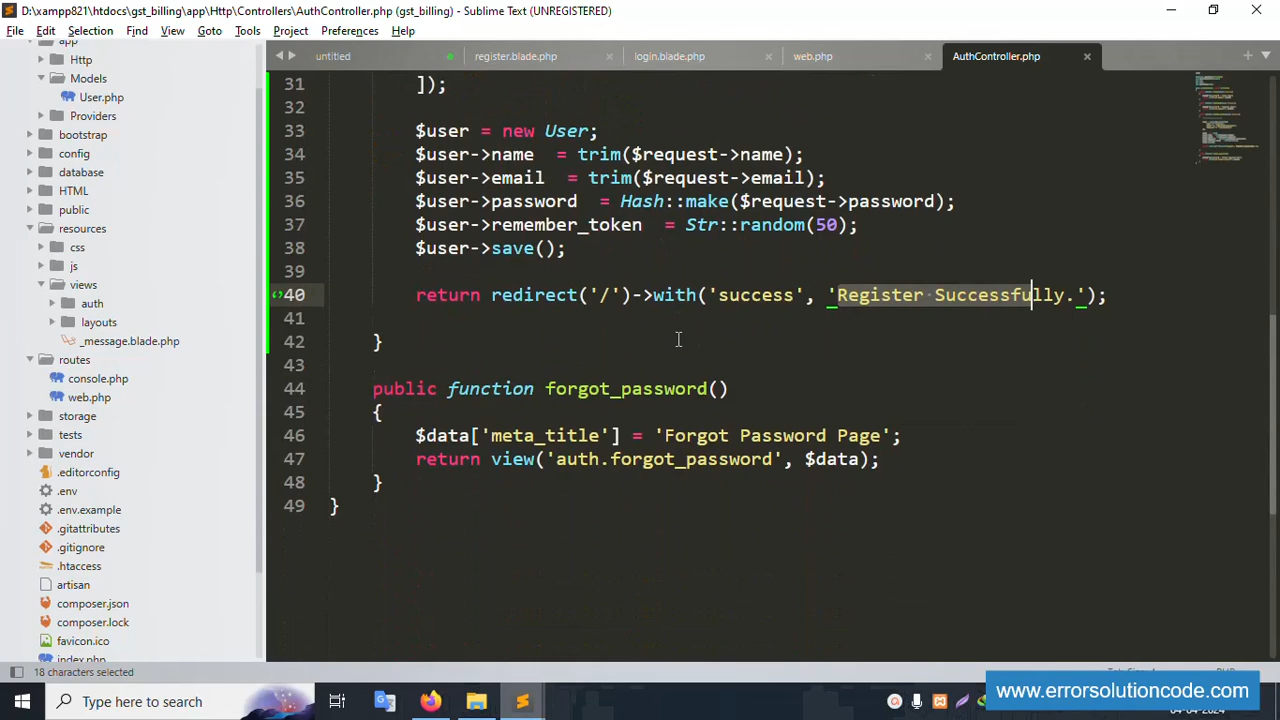 D:\xampp821\htdocs\gst_billing\app\Http\Controllers\AuthController.php (gst_billing) - Sublime Text (UNREGISTERED)
File Edit Selection Find View Goto Tools Project Preferences Help
untitled register.blade.php login.blade.php web.php AuthController.php
app
Http
Models
User.php
Providers
bootstrap
config
database
HTML
public
resources
css
js
views
auth
layouts
_message.blade.php
routes
console.php
web.php
storage
tests
vendor
.editorconfig
.env
.env.example
.gitattributes
.gitignore
.htaccess
artisan
composer.json
composer.lock
favicon.ico
index.php
31 ]);
32
33 $user = new User;
34 $user->name = trim($request->name);
35 $user->email = trim($request->email);
36 $user->password = Hash::make($request->password);
37 $user->remember_token = Str::random(50);
38 $user->save();
39
40 return redirect('/')->with('success', 'Register Successfully.');
41
42 }
43
44 public function forgot_password()
45 {
46 $data['meta_title'] = 'Forgot Password Page';
47 return view('auth.forgot_password', $data);
48 }
49 }
18 characters selected
www.errorsolutioncode.com
Type here to search